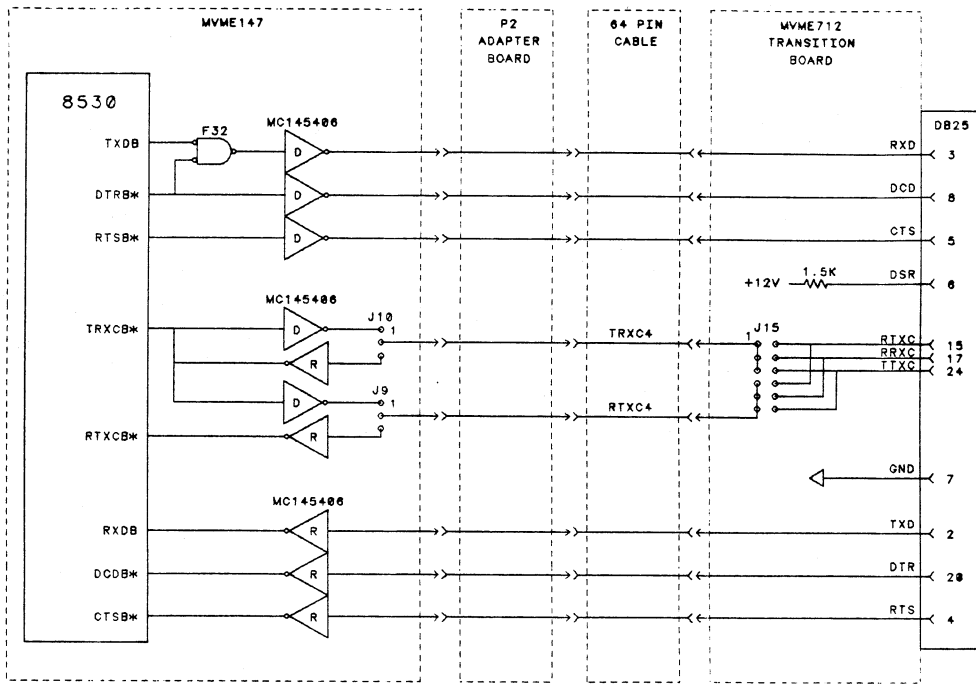 MVME147
P2
ADAPTER
BOARD
64 PIN
CABLE
MVME712
TRANSITION
BOARD
8530
DB25
F32
MC145406
TXDB
D
RXD
3
DTRB*
D
DCD
8
RTSB*
D
CTS
5
+12V
1.5K
DSR
6
MC145406
TRXCB*
D
J10
1
TRXC4
J15
1
RTXC
15
RRXC
17
TTXC
24
R
D
J9
1
RTXC4
RTXCB*
R
GND
7
MC145406
RXDB
R
TXD
2
DCDB*
R
DTR
20
CTSB*
R
RTS
4